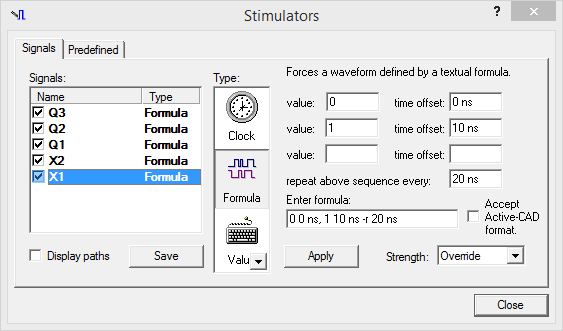 Stimulators
?
Signals Predefined
Signals:
Name Type
Q3 Formula
Q2 Formula
Q1 Formula
X2 Formula
X1 Formula
Display paths
Save
Type:
Clock
Formula
Forces a waveform defined by a textual formula.
value: 0 time offset: 0 ns
value: 1 time offset: 10 ns
value: time offset:
repeat above sequence every: 20 ns
Enter formula:
0 0 ns, 1 10 ns -r 20 ns
Accept
Active-CAD
format.
Apply
Strength: Override
Close